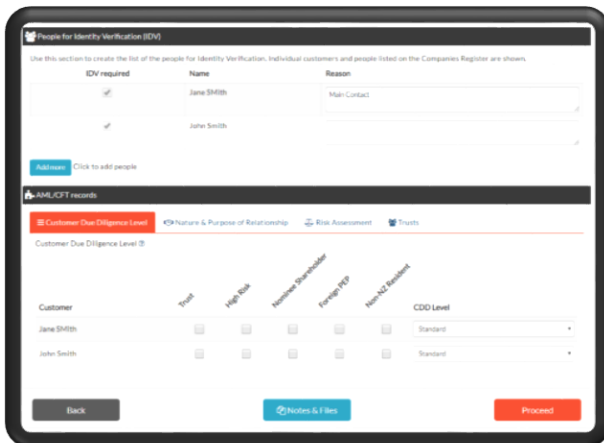 People for Identity Verification (IDV)
Use this section to create the list of the people for Identity Verification. Individual customers and people listed on the Companies Register are shown.
IDV required Name Reason
Jane SMith Main Contact
John Smith
Add more Click to add people
AML/CFT records
Customer Due Diligence Level Nature & Purpose of Relationship Risk Assessment Trusts
Customer Due Diligence Level
Customer Trust High Risk Nominee Shareholder Foreign PEP Non-NZ Resident CDD Level
Jane SMith Standard
John Smith Standard
Back Notes & Files Proceed